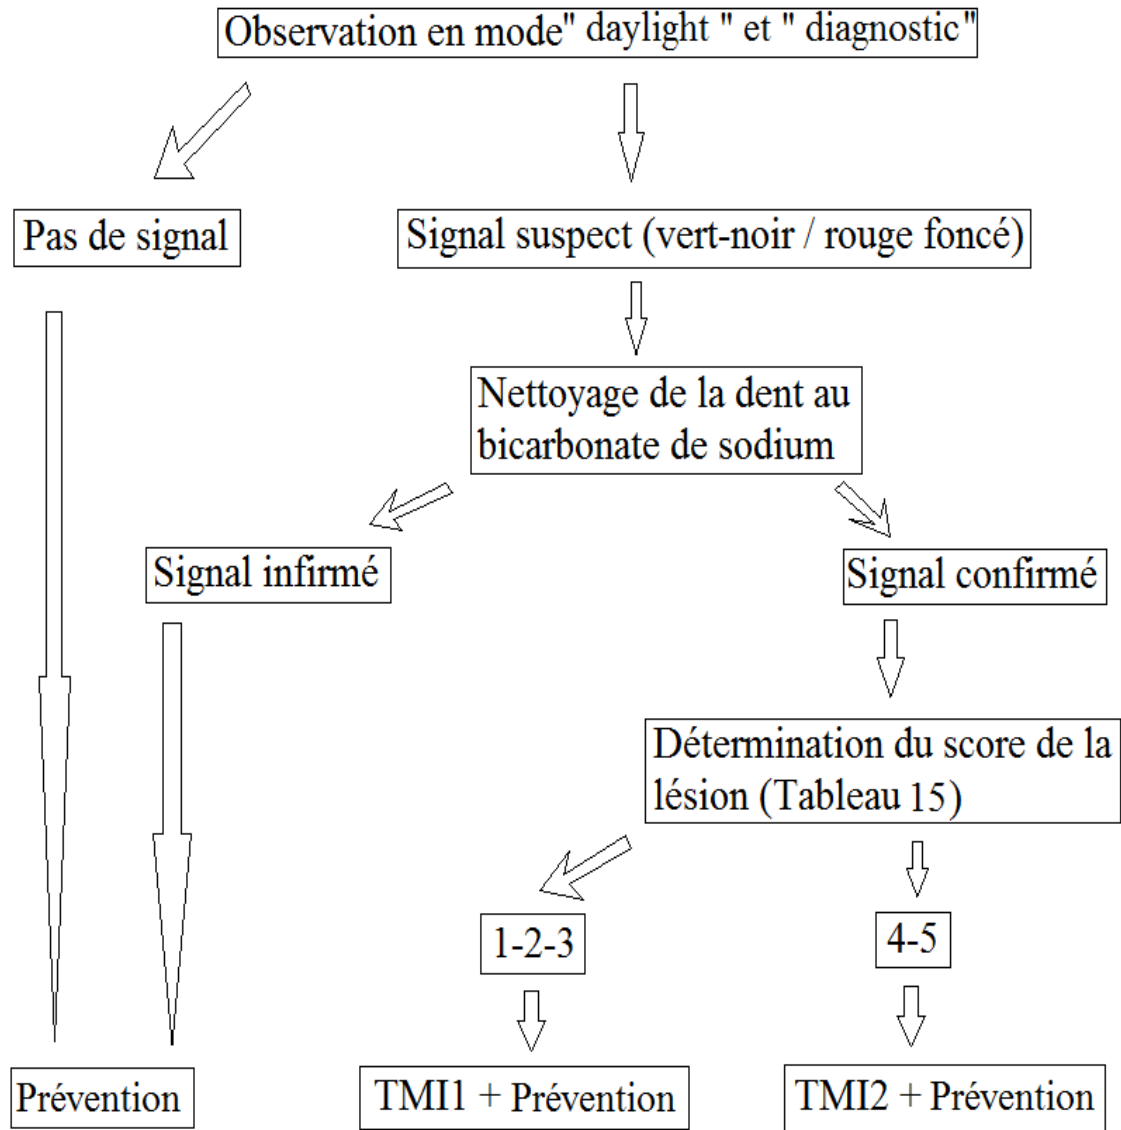 Observation en mode" daylight " et " diagnostic"
Pas de signal
Signal suspect (vert-noir / rouge foncé)
Nettoyage de la dent au
bicarbonate de sodium
Signal infirmé
Signal confirmé
Détermination du score de la
lésion (Tableau 15)
1-2-3
4-5
Prévention
TMI1 + Prévention
TMI2 + Prévention